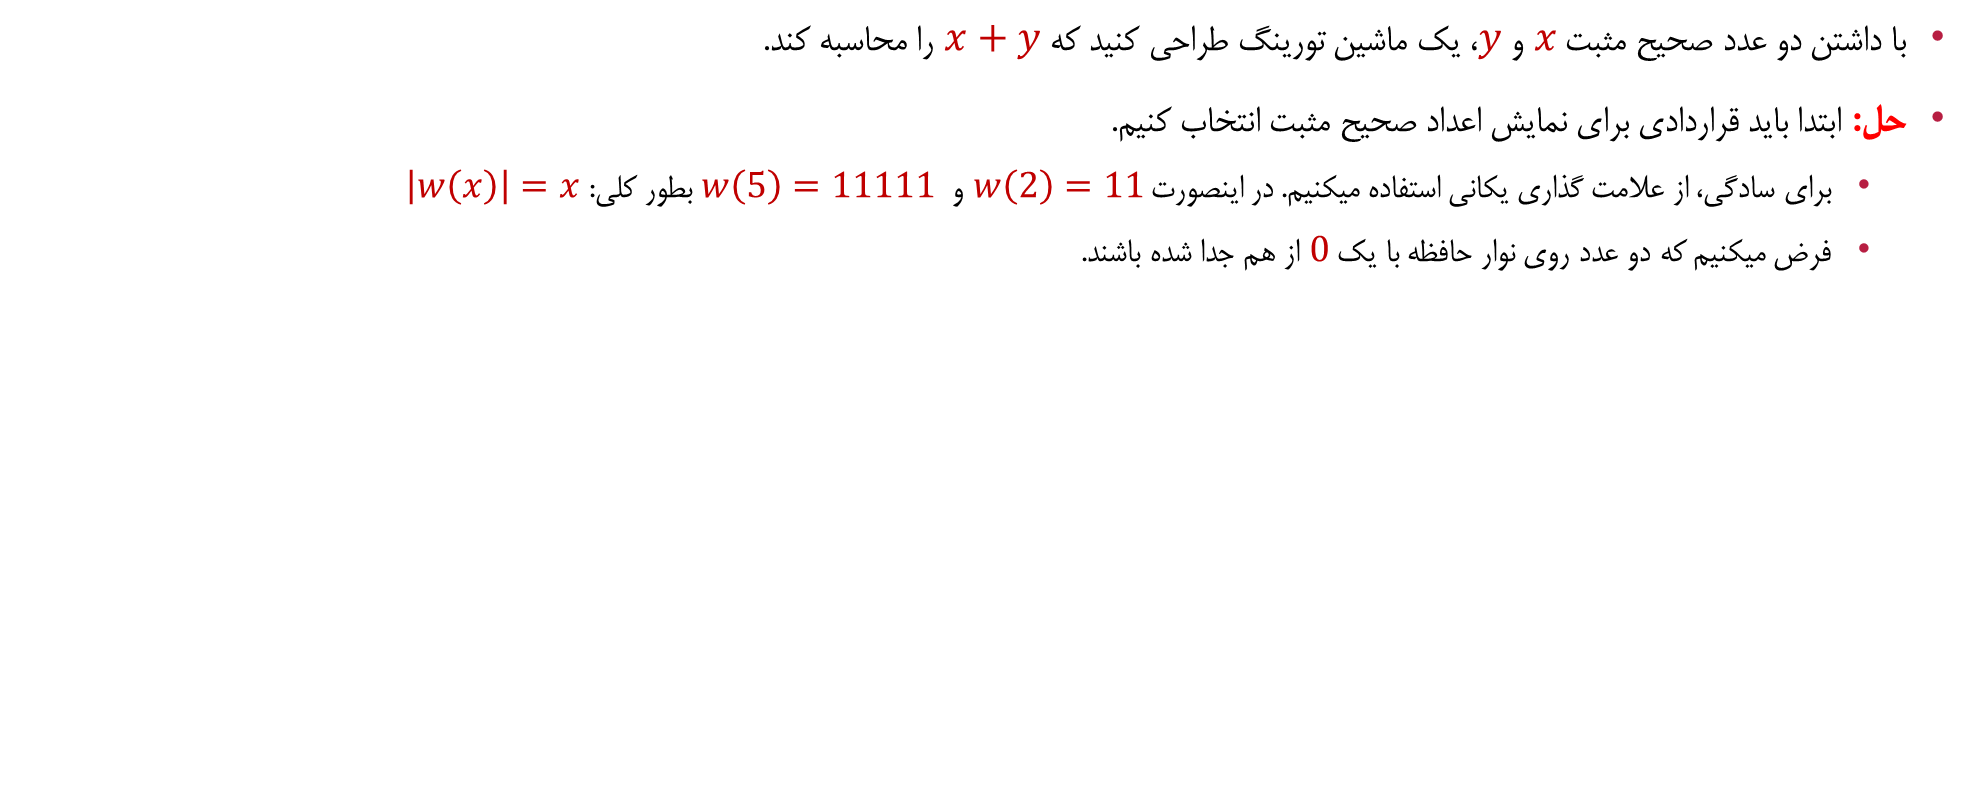 • با داشتن دو عدد صحیح مثبت x و y، یک ماشین تورینگ طراحی کنید که x + y را محاسبه کند.
• حل: ابتدا باید قراردادی برای نمایش اعداد صحیح مثبت انتخاب کنیم.
• برای سادگی، از علامت گذاری یکانی استفاده میکنیم. در اینصورت w(2) = 11 و w(5) = 11111 بطور کلی: |w(x)| = x
• فرض میکنیم که دو عدد روی نوار حافظه با یک 0 از هم جدا شده باشند.